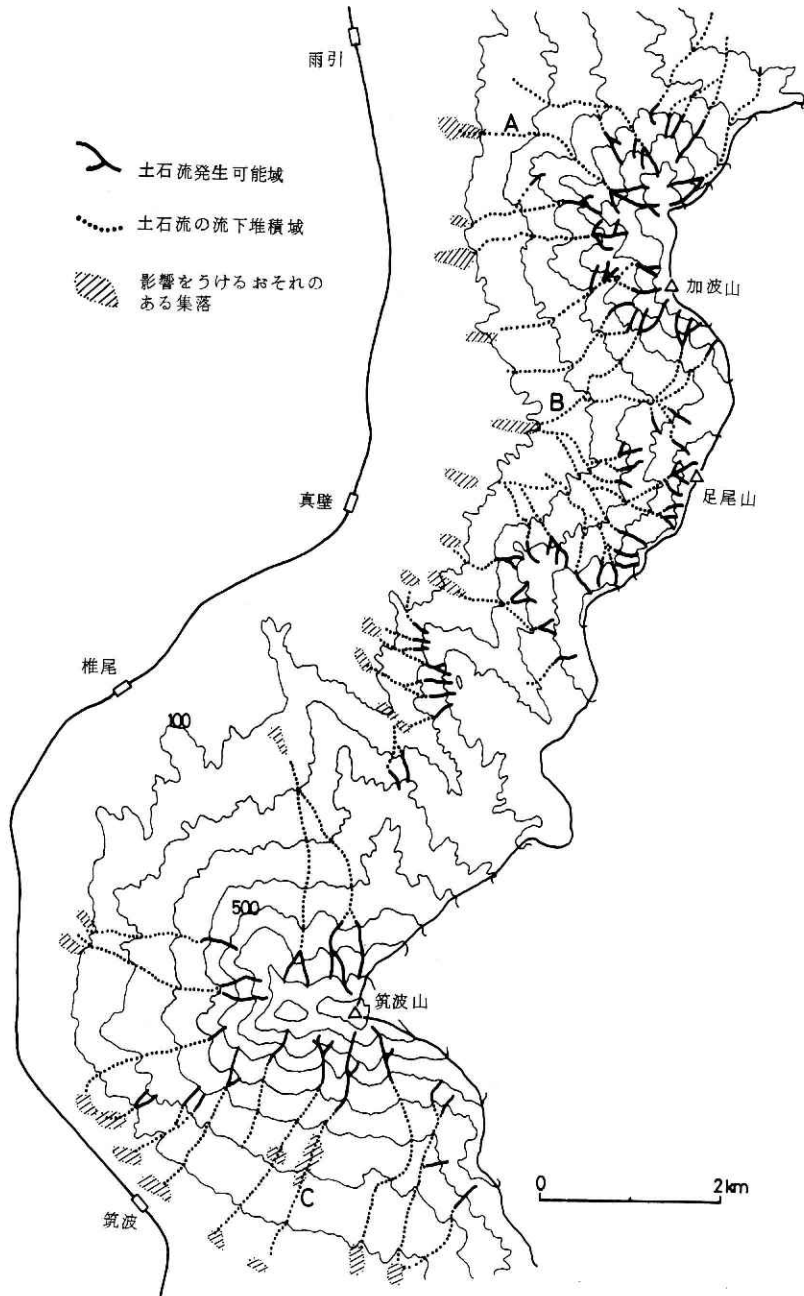 雨引
土石流発生可能域
土石流の流下堆積域
影響をうけるおそれの
ある集落
A
加波山
B
足尾山
真壁
A
椎尾
100
500
筑波山
C
筑波
0 2km